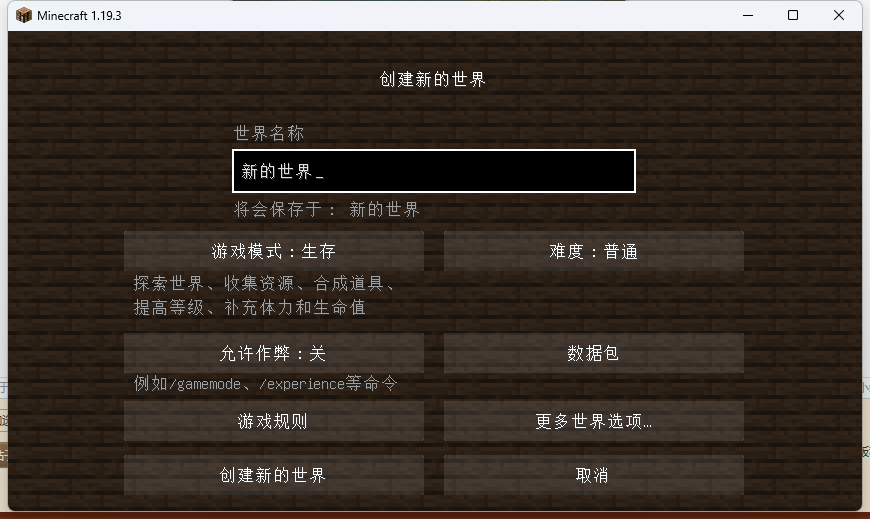 Minecraft 1.19.3
创建新的世界
世界名称
新的世界_
将会保存于： 新的世界
游戏模式：生存
难度：普通
探索世界、收集资源、合成道具、
提高等级、补充体力和生命值
允许作弊：关
数据包
例如/gamemode、/experience等命令
游戏规则
更多世界选项…
创建新的世界
取消